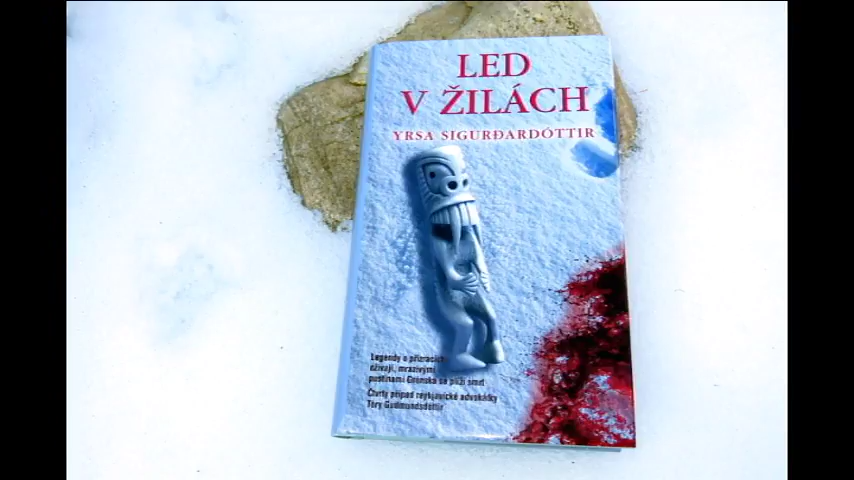 LED
V ŽILÁCH
YRSA SIGURÐARDÓTTIR
Legendy o přízracích
ožívají, mrazivými
pustinami Grónska se plíží smrt
Čtvrtý případ reykjavické advokátky
Tóry Gudmundsdóttir